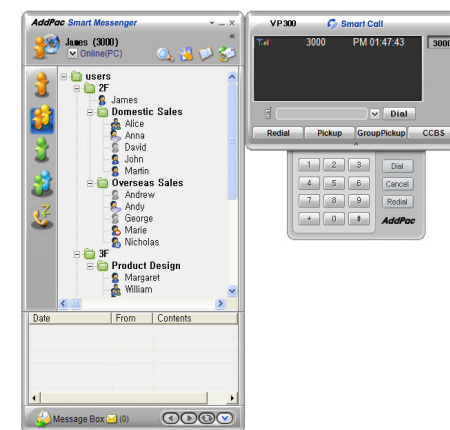 AddPac Smart Messenger
James (3000)
Online(PC)
users
2F
James
Domestic Sales
Alice
Anna
David
John
Martin
Overseas Sales
Andrew
Andy
George
Marie
Nicholas
3F
Product Design
Margaret
William
Date From Contents
Message Box (0)
VP300 Smart Call
3000 PM 01:47:43 3000
Dial
Redial Pickup GroupPickup CCBS
1 2 3 Dial
4 5 6 Cancel
7 8 9 Redial
* 0 # AddPac